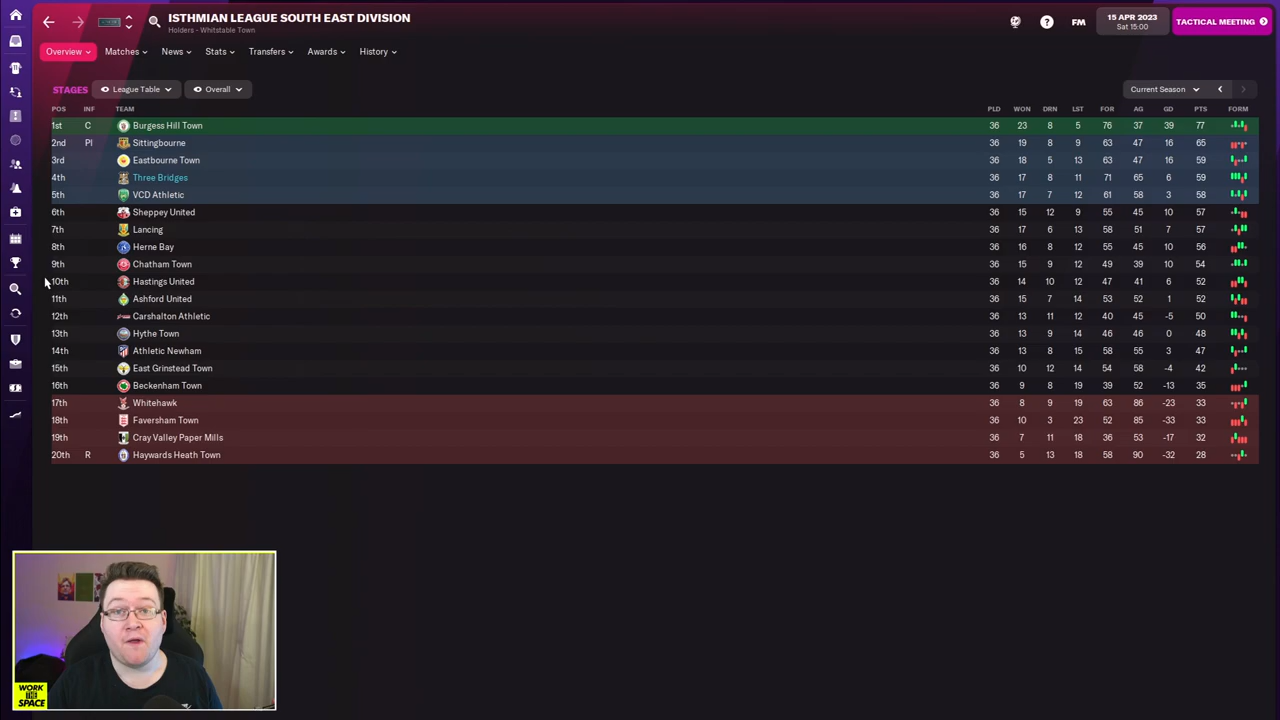 ISTHMIAN LEAGUE SOUTH EAST DIVISION
Holders - Whitstable Town
FM
15 APR 2023
Sat 15:00
TACTICAL MEETING
Overview Matches News Stats Transfers Awards History
STAGES League Table Overall Current Season
POS INF TEAM PLD WON DRN LST FOR AG GD PTS FORM
1st C Burgess Hill Town 36 23 8 5 76 37 39 77
2nd Pl Sittingbourne 36 19 8 9 63 47 16 65
3rd Eastbourne Town 36 18 5 13 63 47 16 59
4th Three Bridges 36 17 8 11 71 65 6 59
5th VCD Athletic 36 17 7 12 61 58 3 58
6th Sheppey United 36 15 12 9 55 45 10 57
7th Lancing 36 17 6 13 58 51 7 57
8th Herne Bay 36 16 8 12 55 45 10 56
9th Chatham Town 36 15 9 12 49 39 10 54
10th Hastings United 36 14 10 12 47 41 6 52
11th Ashford United 36 15 7 14 53 52 1 52
12th Carshalton Athletic 36 13 11 12 40 45 -5 50
13th Hythe Town 36 13 9 14 46 46 0 48
14th Athletic Newham 36 13 8 15 58 55 3 47
15th East Grinstead Town 36 10 12 14 54 58 -4 42
16th Beckenham Town 36 9 8 19 39 52 -13 35
17th Whitehawk 36 8 9 19 63 86 -23 33
18th Faversham Town 36 10 3 23 52 85 -33 33
19th Cray Valley Paper Mills 36 7 11 18 36 53 -17 32
20th R Haywards Heath Town 36 5 13 18 58 90 -32 28
WORK
THE
SPACE